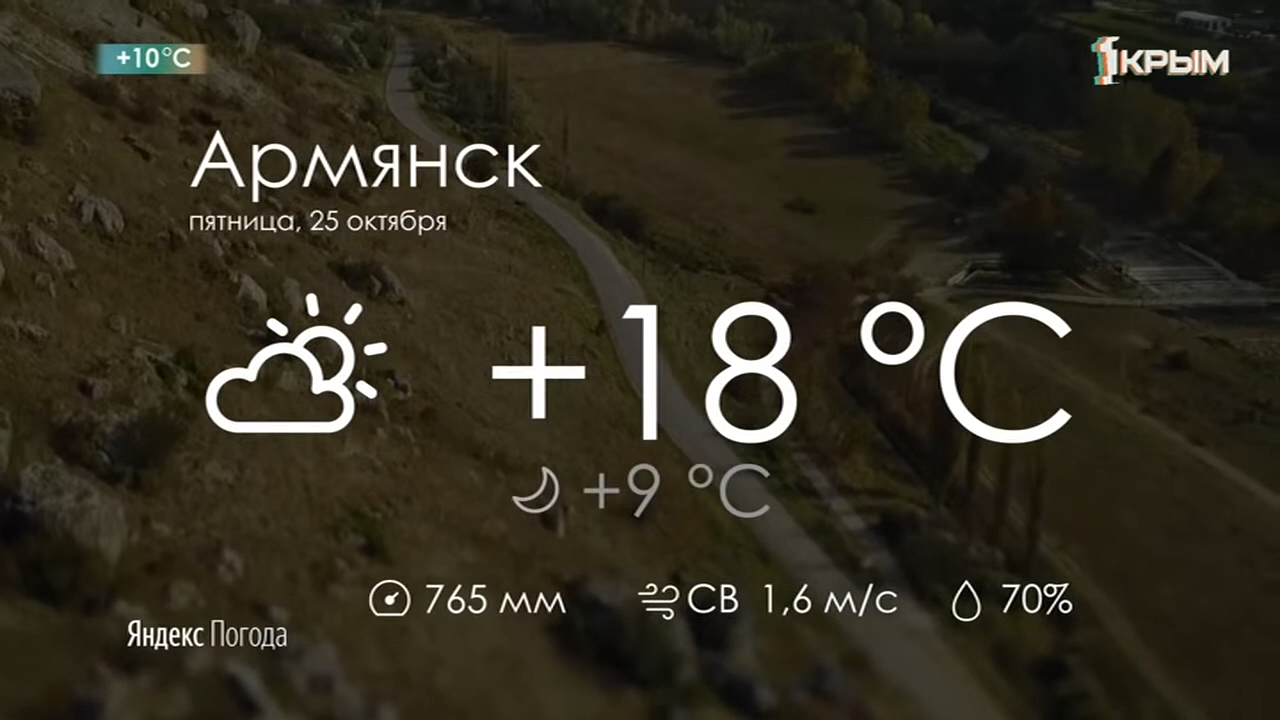 +10°C
1КРЫМ
Армянск
пятница, 25 октября
+18 °C
+9 °C
765 мм
СВ 1,6 м/с
70%
Яндекс Погода